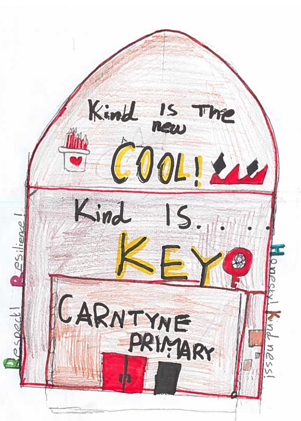 Kind is the
new
COOL!
Kind is.....
KEY
CARNTYNE
PRIMARY
Respect! Resilience!
Honesty! Kindness!